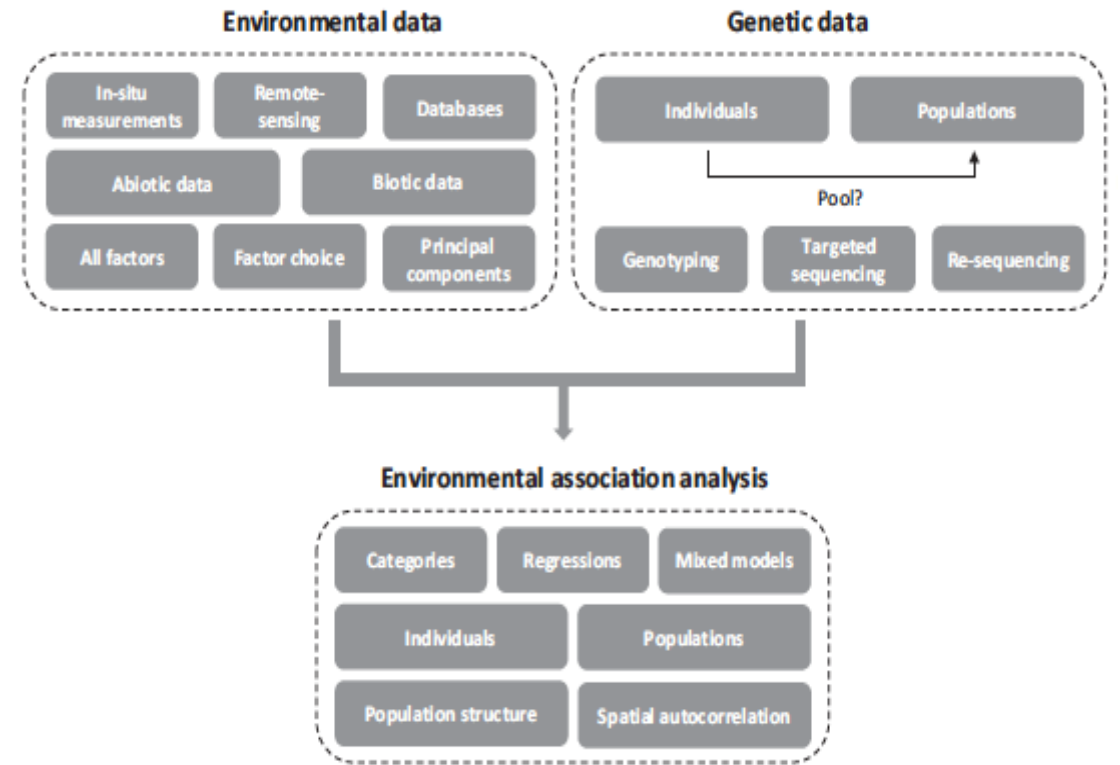 Environmental data
Genetic data
In-situ
measurements
Remote-
sensing
Databases
Abiotic data
Biotic data
All factors
Factor choice
Principal
components
Individuals
Populations
Pool?
Genotyping
Targeted
sequencing
Re-sequencing
Environmental association analysis
Categories
Regressions
Mixed models
Individuals
Populations
Population structure
Spatial autocorrelation